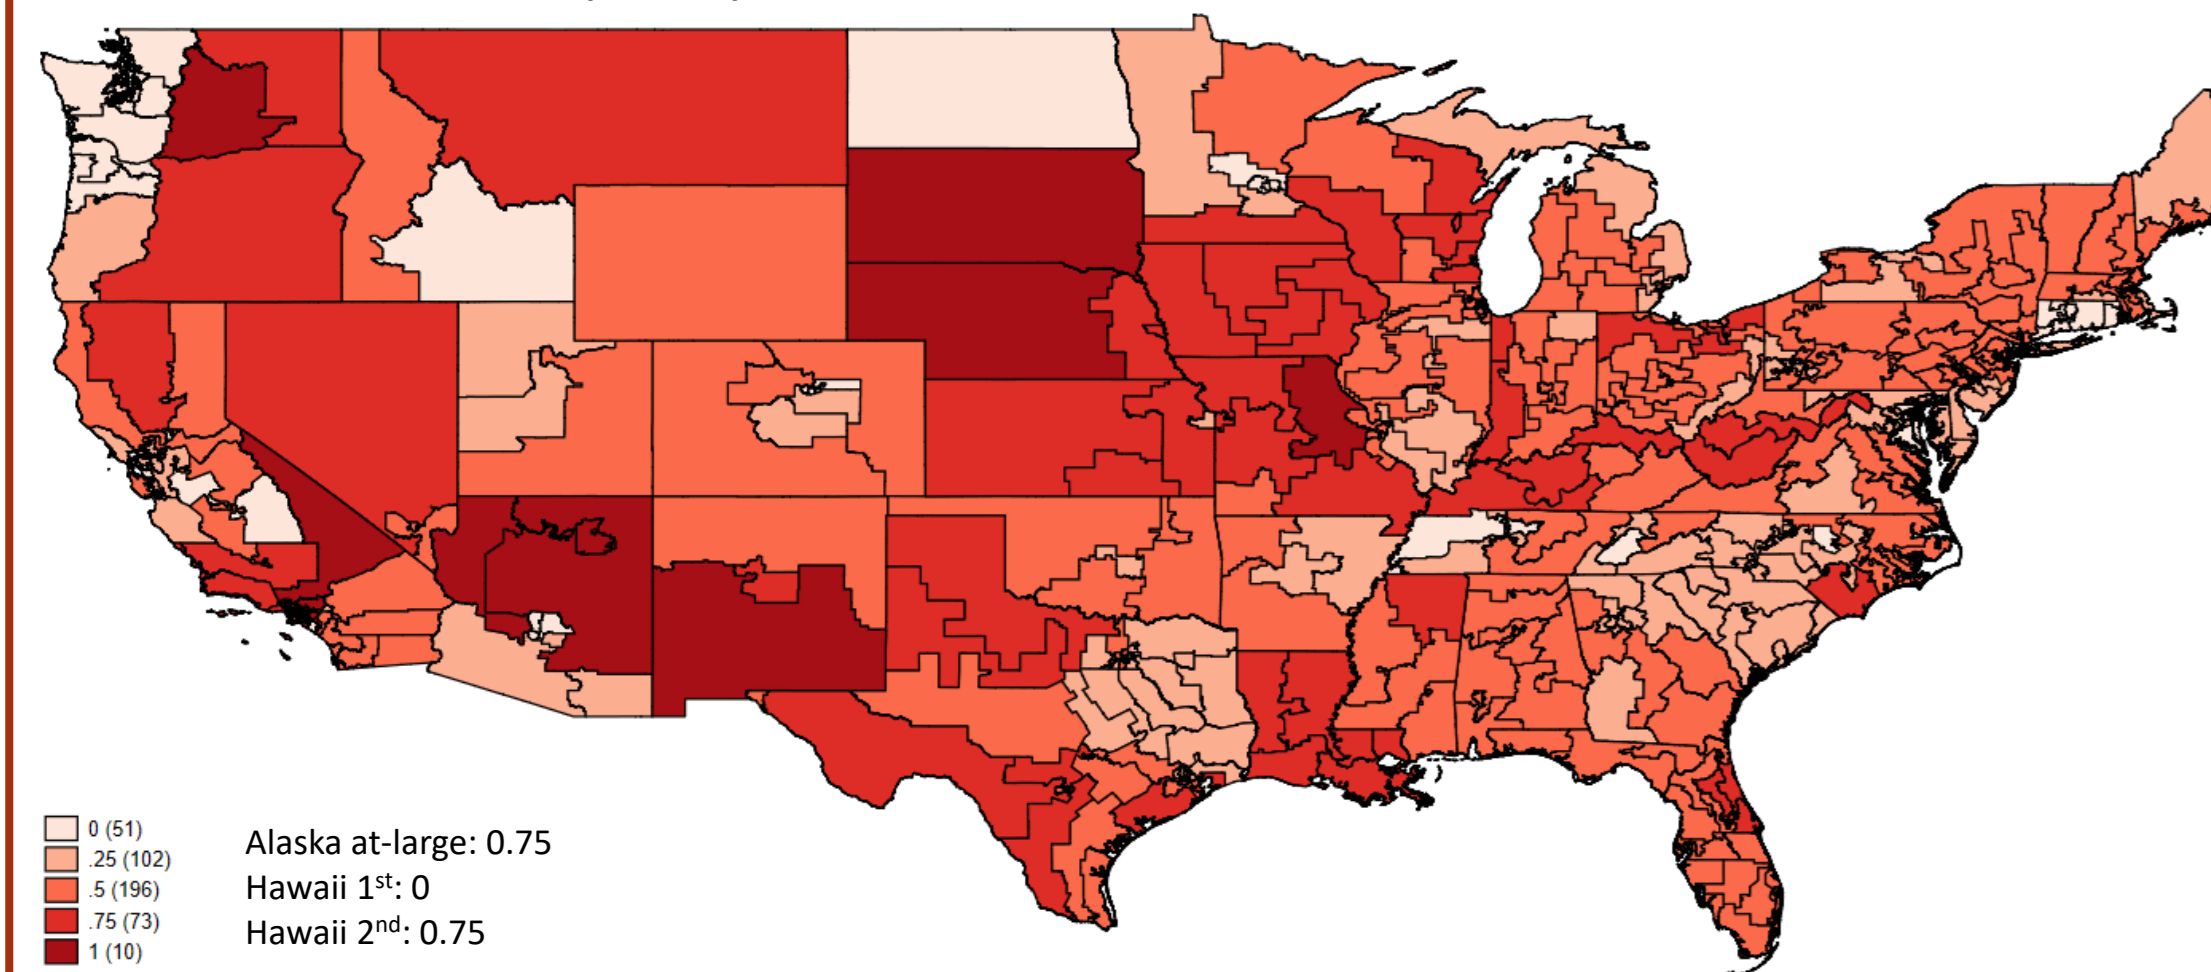 0 (51)
.25 (102)
.5 (196)
.75 (73)
1 (10)
Alaska at-large: 0.75
Hawaii 1st: 0
Hawaii 2nd: 0.75